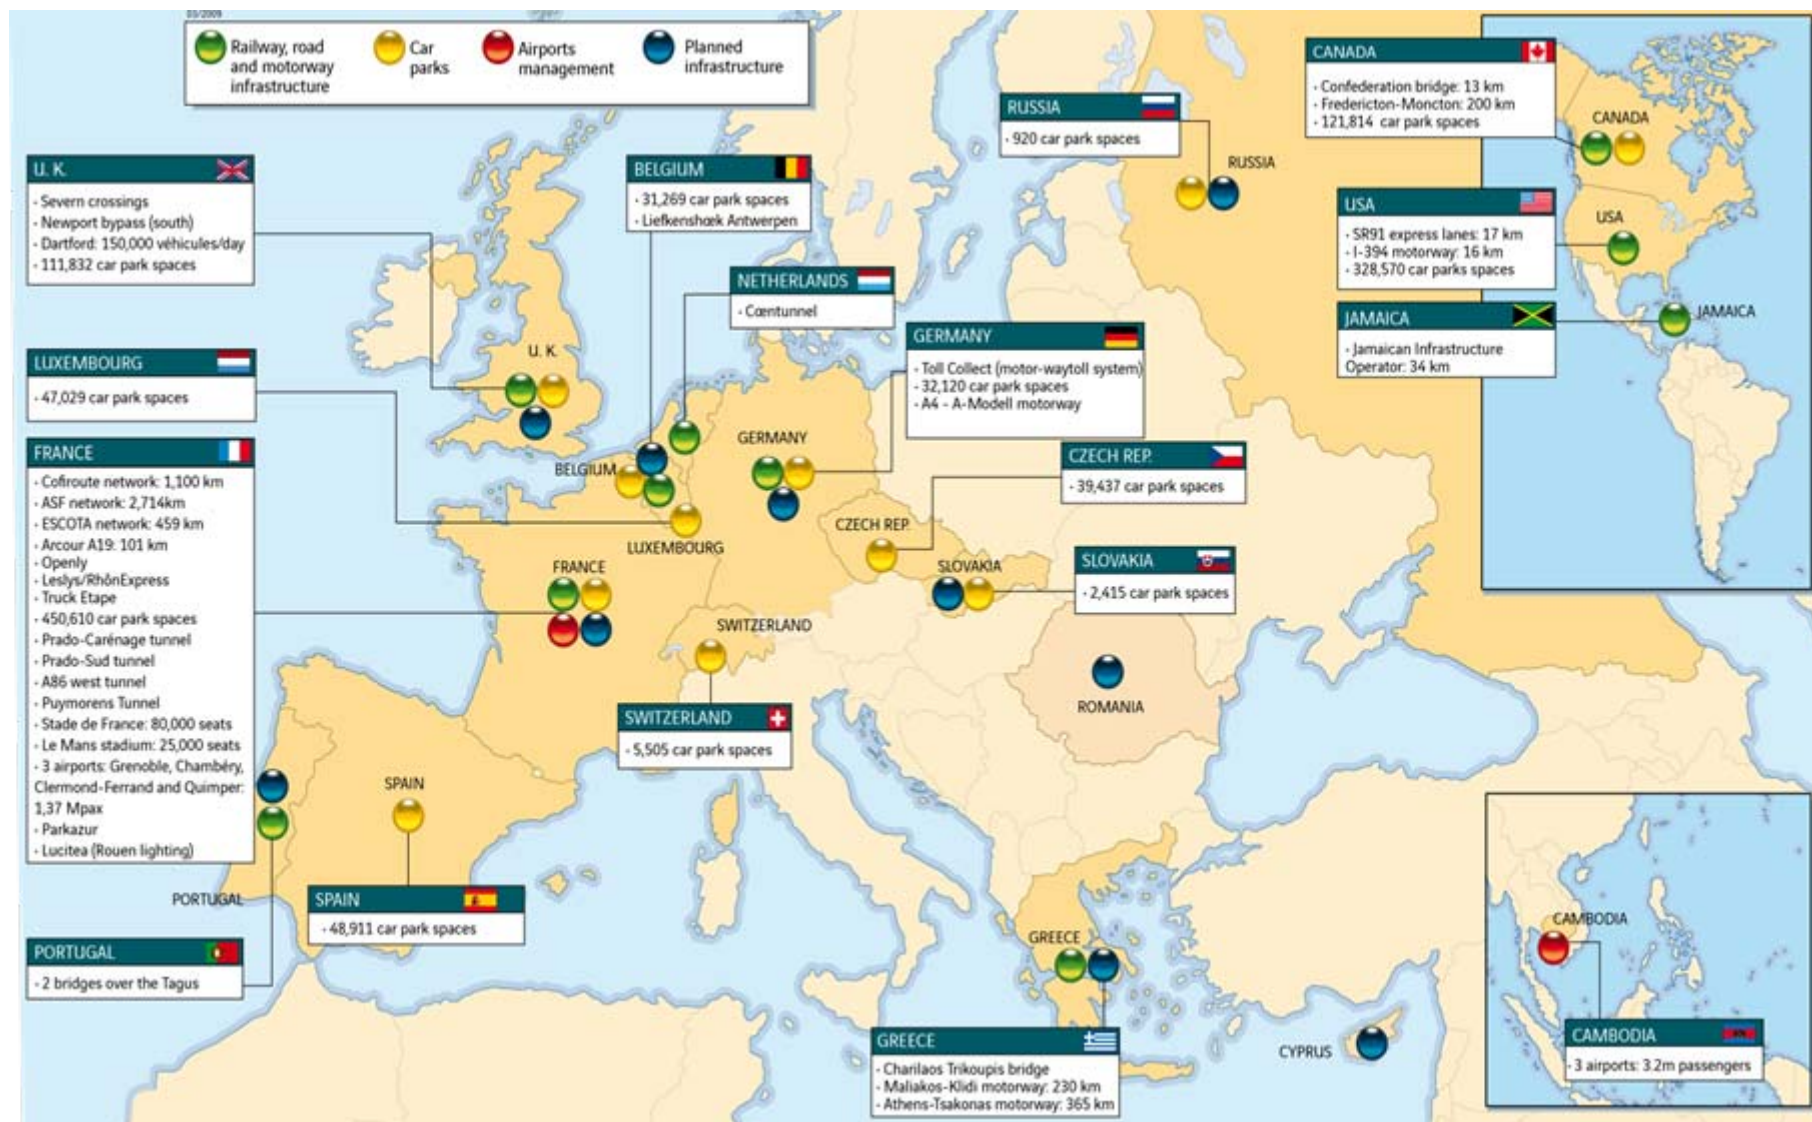 03/2009
Railway, road
and motorway
infrastructure
Car
parks
Airports
management
Planned
infrastructure
U. K.
- Severn crossings
- Newport bypass (south)
- Dartford: 150,000 véhicules/day
- 111,832 car park spaces
LUXEMBOURG
- 47,029 car park spaces
FRANCE
- Cofiroute network: 1,100 km
- ASF network: 2,714km
- ESCOTA network: 459 km
- Arcour A19: 101 km
- Openly
- Leslys/RhônExpress
- Truck Etape
- 450,610 car park spaces
- Prado-Carénage tunnel
- Prado-Sud tunnel
- A86 west tunnel
- Puymorens Tunnel
- Stade de France: 80,000 seats
- Le Mans stadium: 25,000 seats
- 3 airports: Grenoble, Chambéry,
Clermond-Ferrand and Quimper:
1,37 Mpax
- Parkazur
- Lucitea (Rouen lighting)
PORTUGAL
- 2 bridges over the Tagus
BELGIUM
- 31,269 car park spaces
- Liefkenshœk Antwerpen
NETHERLANDS
- Cœntunnel
GERMANY
- Toll Collect (motor-waytoll system)
- 32,120 car park spaces
- A4 - A-Modell motorway
RUSSIA
- 920 car park spaces
CZECH REP.
- 39,437 car park spaces
SLOVAKIA
- 2,415 car park spaces
SWITZERLAND
- 5,505 car park spaces
SPAIN
- 48,911 car park spaces
GREECE
- Charilaos Trikoupis bridge
- Maliakos-Klidi motorway: 230 km
- Athens-Tsakonas motorway: 365 km
CANADA
- Confederation bridge: 13 km
- Fredericton-Moncton: 200 km
- 121,814 car park spaces
USA
- SR91 express lanes: 17 km
- I-394 motorway: 16 km
- 328,570 car parks spaces
JAMAICA
- Jamaican Infrastructure
Operator: 34 km
CAMBODIA
- 3 airports: 3.2m passengers
U. K.
BELGIUM
LUXEMBOURG
GERMANY
FRANCE
SWITZERLAND
CZECH REP.
SLOVAKIA
ROMANIA
RUSSIA
SPAIN
PORTUGAL
GREECE
CYPRUS
CANADA
USA
JAMAICA
CAMBODIA